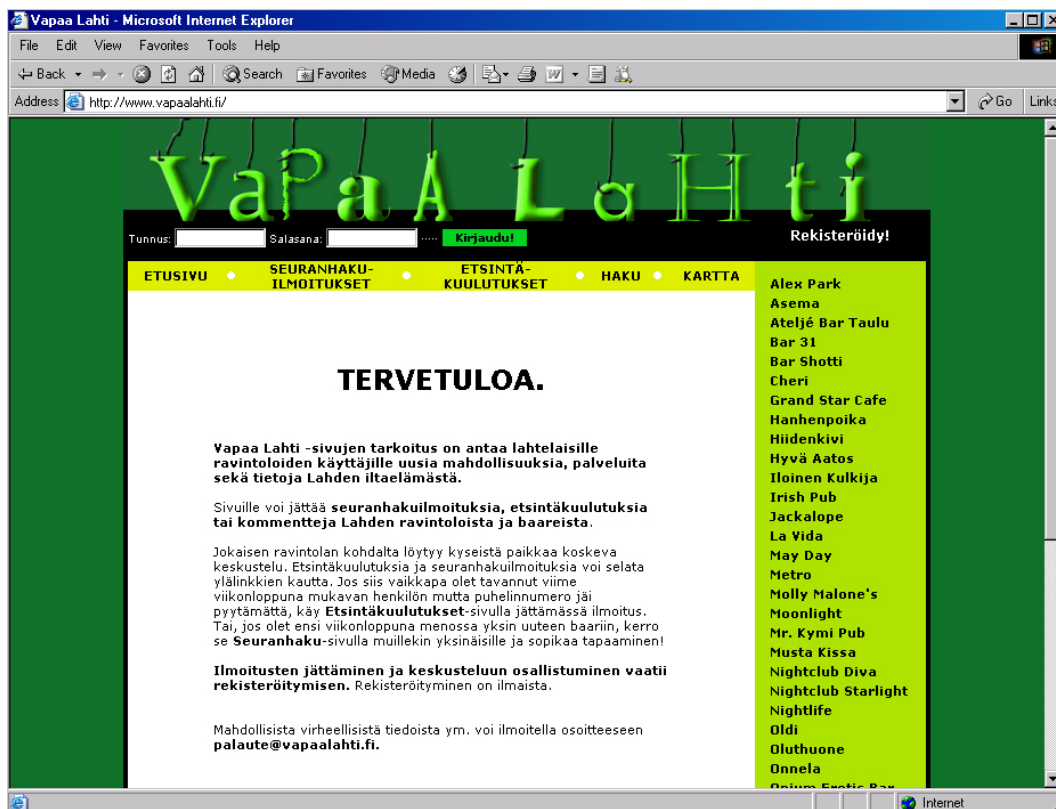 Vapaa Lahti - Microsoft Internet Explorer
File Edit View Favorites Tools Help
Back Search Favorites Media
Address http://www.vapaalahti.fi/ Go Links
VaPaA LaHti
Tunnus: Salasana: ····· Kirjaudu!
Rekisteröidy!
ETUSIVU SEURANHAKU- ETSINTÄ- HAKU KARTTA
ILMOITUKSET KUULUTUKSET
TERVETULOA.
Vapaa Lahti -sivujen tarkoitus on antaa lahtelaisille
ravintoloiden käyttäjille uusia mahdollisuuksia, palveluita
sekä tietoja Lahden iltaelämästä.
Sivuille voi jättää seuranhakuilmoituksia, etsintäkuulutuksia
tai kommentteja Lahden ravintoloista ja baareista.
Jokaisen ravintolan kohdalta löytyy kyseistä paikkaa koskeva
keskustelu. Etsintäkuulutuksia ja seuranhakuilmoituksia voi selata
ylälinkkien kautta. Jos siis vaikkapa olet tavannut viime
viikonloppuna mukavan henkilön mutta puhelinnumero jäi
pyytämättä, käy Etsintäkuulutukset-sivulla jättämässä ilmoitus.
Tai, jos olet ensi viikonloppuna menossa yksin uuteen baariin, kerro
se Seuranhaku-sivulla muillekin yksinäisille ja sopikaa tapaaminen!
Ilmoitusten jättäminen ja keskusteluun osallistuminen vaatii
rekisteröitymisen. Rekisteröityminen on ilmaista.
Mahdollisista virheellisistä tiedoista ym. voi ilmoitella osoitteeseen
palaute@vapaalahti.fi.
Alex Park
Asema
Ateljé Bar Taulu
Bar 31
Bar Shotti
Cheri
Grand Star Cafe
Hanhenpoika
Hiidenkivi
Hyvä Aatos
Iloinen Kulkija
Irish Pub
Jackalope
La Vida
May Day
Metro
Molly Malone's
Moonlight
Mr. Kymi Pub
Musta Kissa
Nightclub Diva
Nightclub Starlight
Nightlife
Oldi
Oluthuone
Onnela
Opium Erotic Bar
Internet